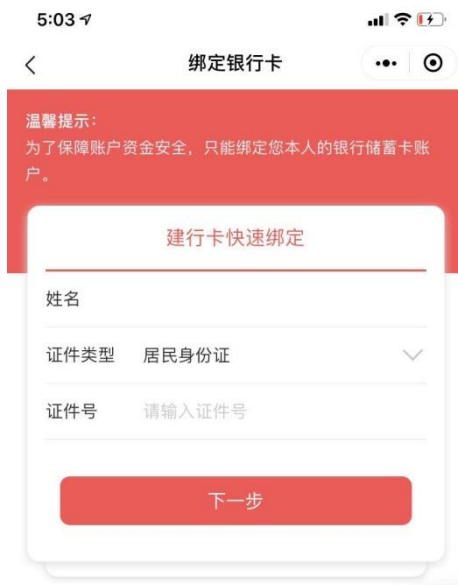 5:03
绑定银行卡
温馨提示：
为了保障账户资金安全，只能绑定您本人的银行储蓄卡账
户。
建行卡快速绑定
姓名
证件类型 居民身份证
证件号 请输入证件号
下一步